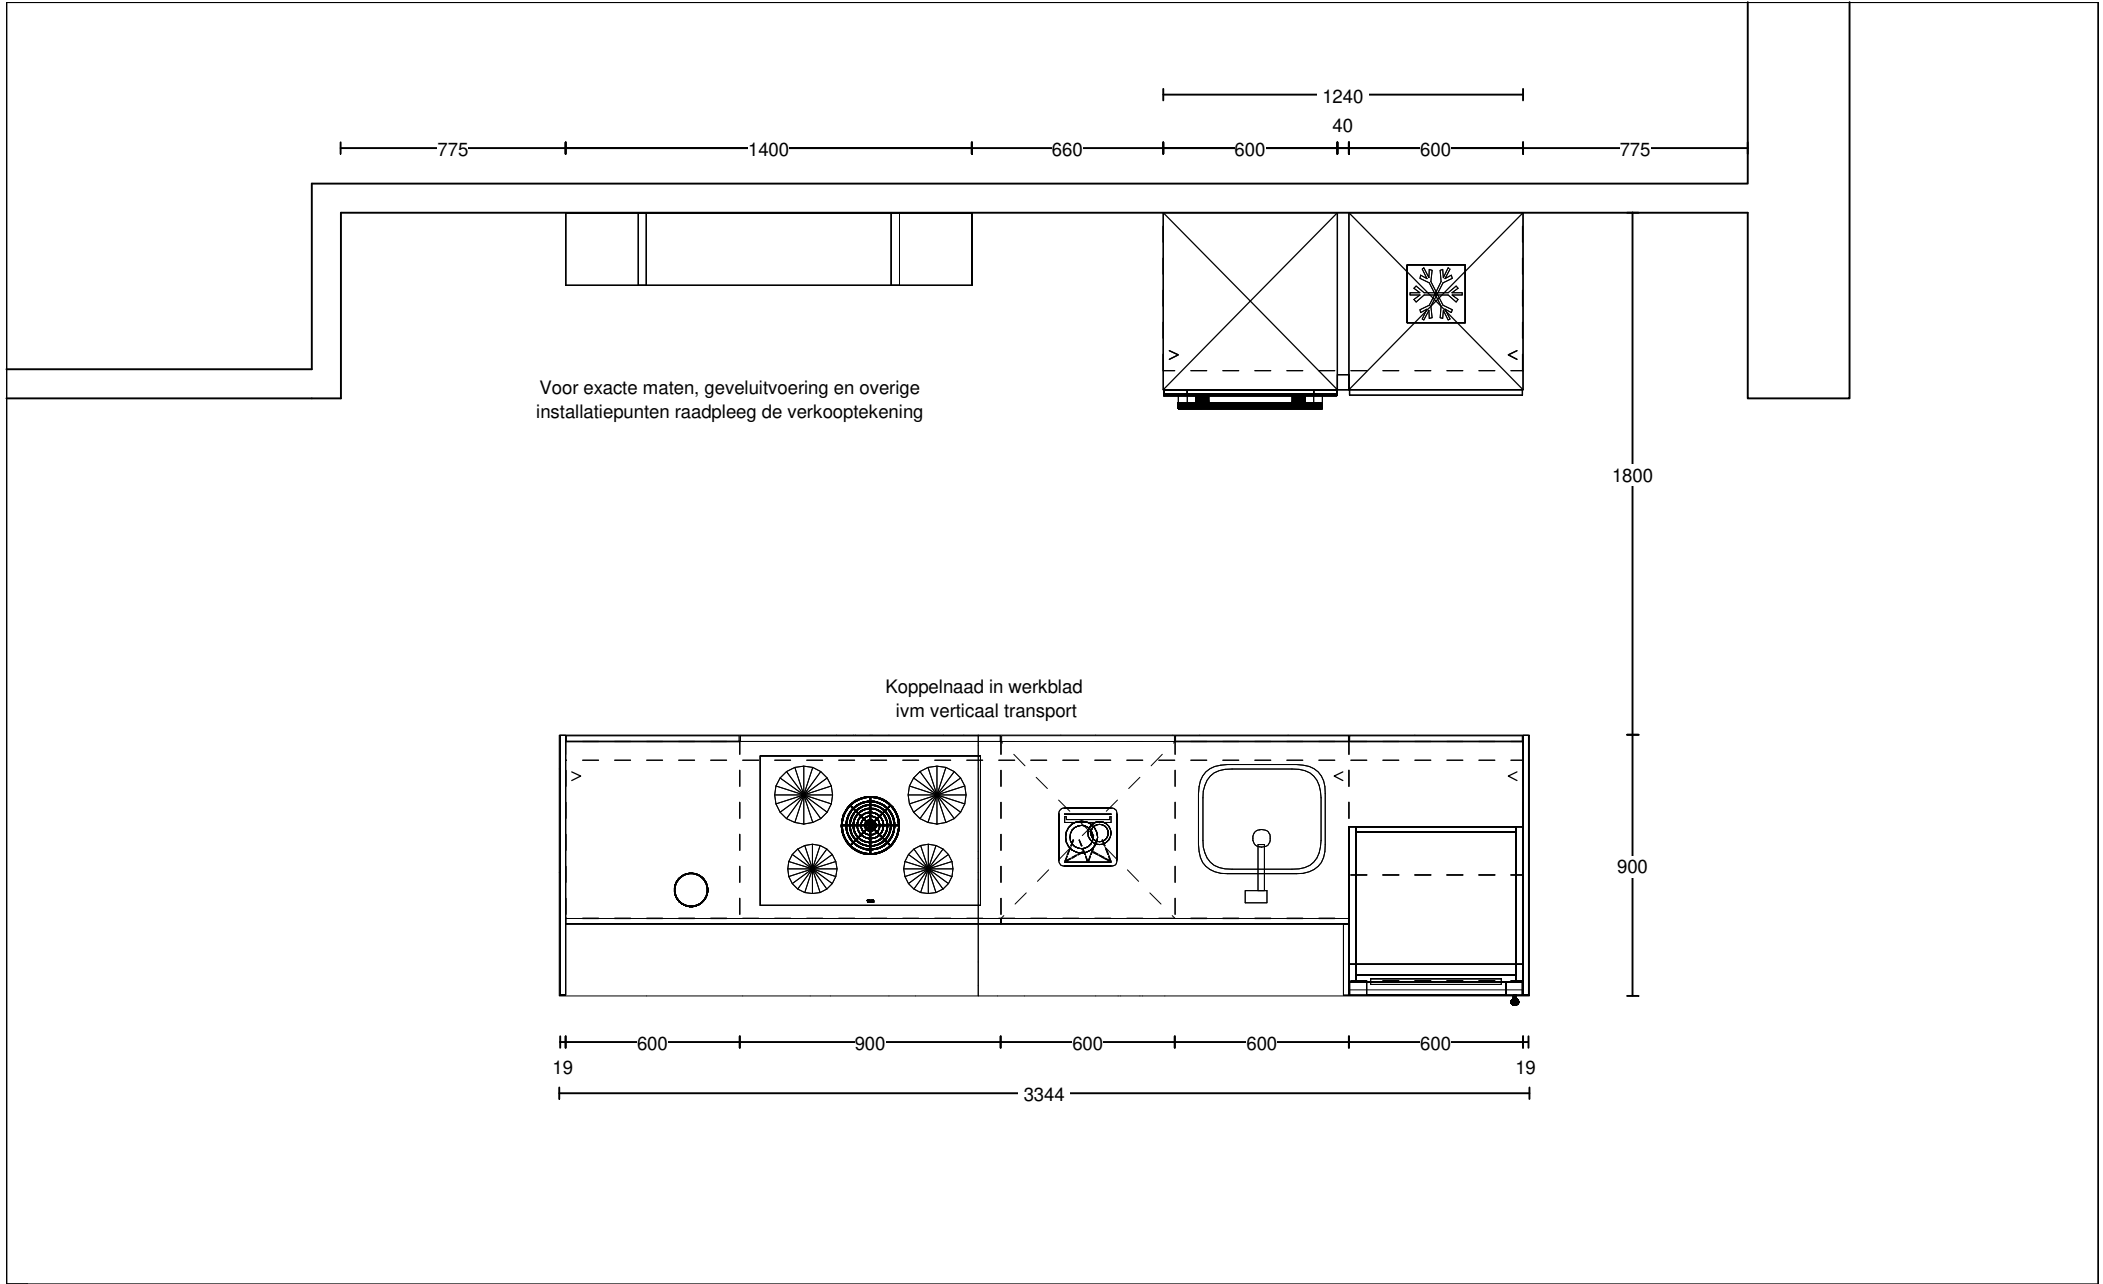 1240
40
775 1400 660 600 600 775
Voor exacte maten, geveluitvoering en overige
installatiepunten raadpleeg de verkooptekening
1800
Koppelnaad in werkblad
ivm verticaal transport
900
600 900 600 600 600
19 19
3344